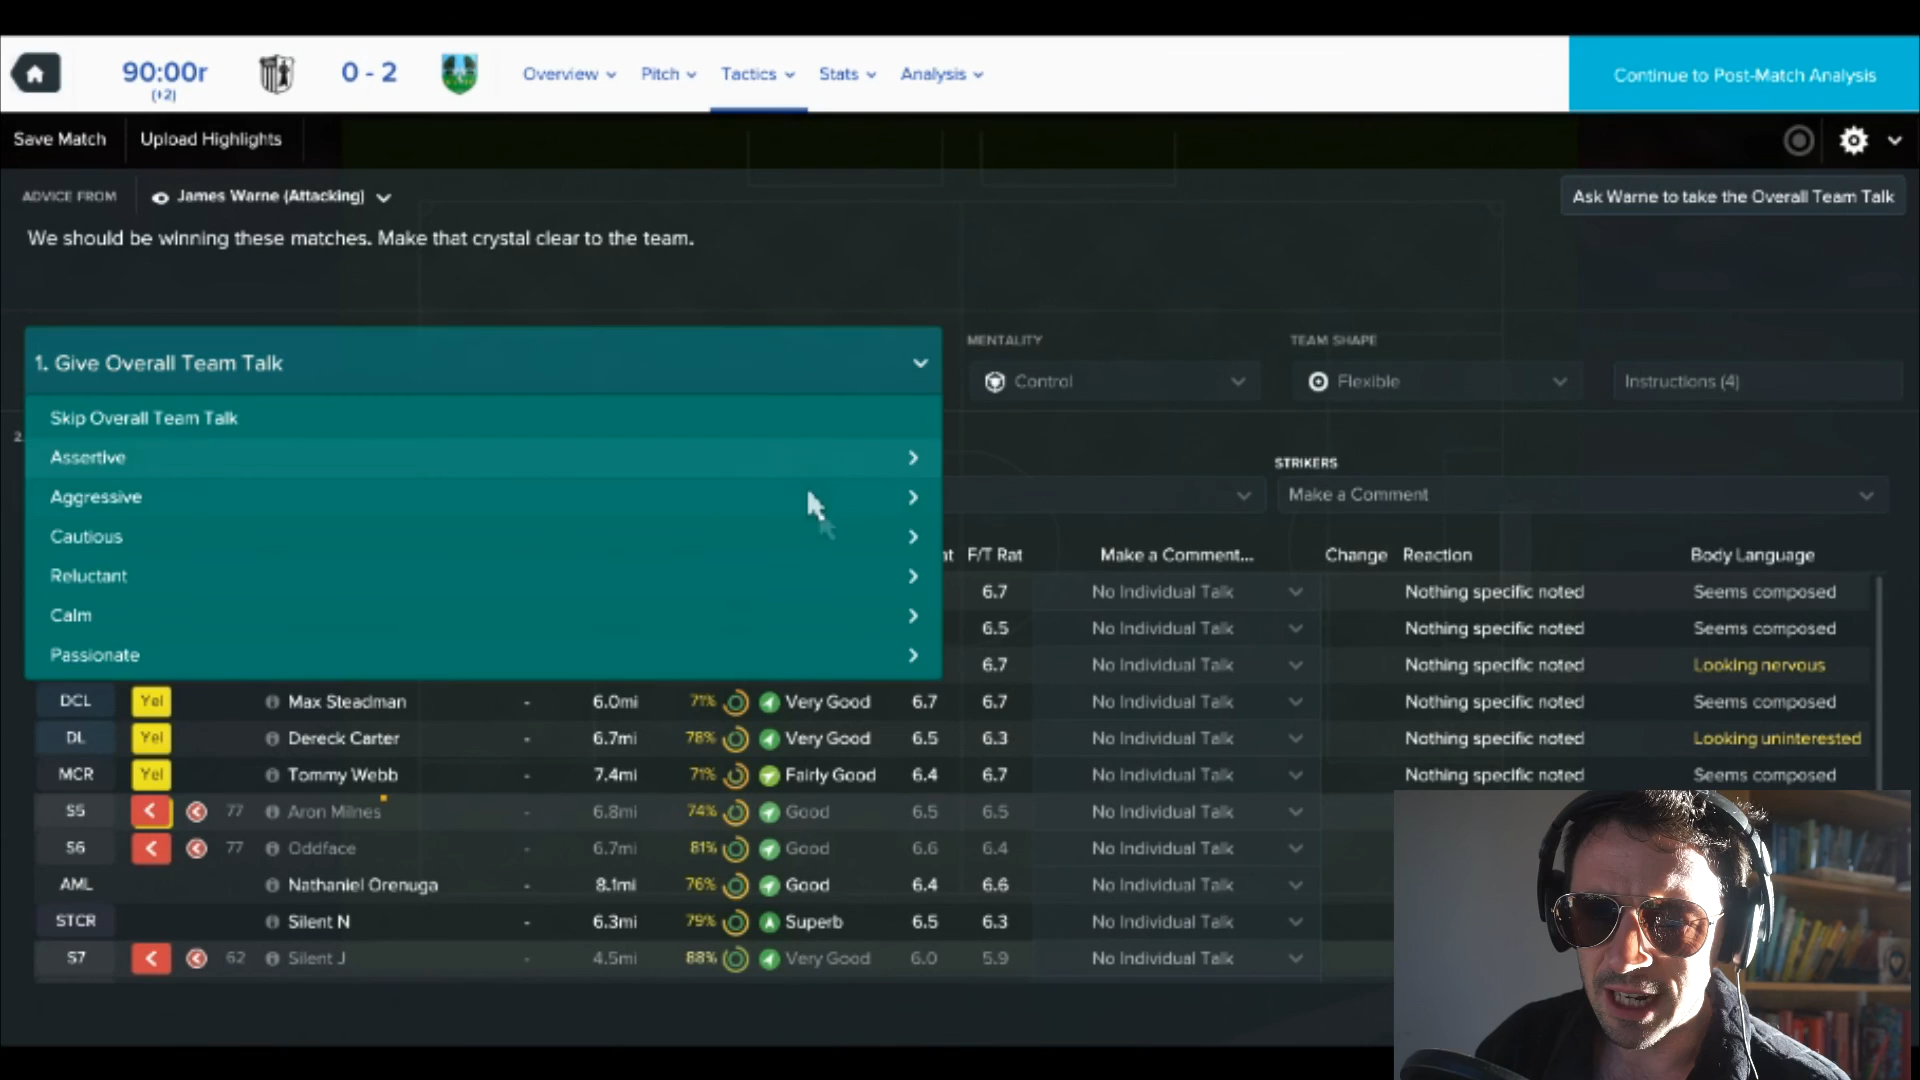 90:00r
(+2)
0 - 2
Overview
Pitch
Tactics
Stats
Analysis
Continue to Post-Match Analysis
Save Match
Upload Highlights
ADVICE FROM
James Warne (Attacking)
Ask Warne to take the Overall Team Talk
We should be winning these matches. Make that crystal clear to the team.
1. Give Overall Team Talk
MENTALITY
TEAM SHAPE
Control
Flexible
Instructions (4)
Skip Overall Team Talk
2.
Assertive
STRIKERS
Aggressive
Make a Comment
Cautious
F/T Rat
Make a Comment...
Change
Reaction
Body Language
Reluctant
6.7 No Individual Talk Nothing specific noted Seems composed
Calm
6.5 No Individual Talk Nothing specific noted Seems composed
Passionate
6.7 No Individual Talk Nothing specific noted Looking nervous
DCL Yel Max Steadman - 6.0mi 71% Very Good 6.7 6.7 No Individual Talk Nothing specific noted Seems composed
DL Yel Dereck Carter - 6.7mi 78% Very Good 6.5 6.3 No Individual Talk Nothing specific noted Looking uninterested
MCR Yel Tommy Webb - 7.4mi 71% Fairly Good 6.4 6.7 No Individual Talk Nothing specific noted Seems composed
S5 77 Aron Milnes - 6.8mi 74% Good 6.5 6.5 No Individual Talk
S6 77 Oddface - 6.7mi 81% Good 6.6 6.4 No Individual Talk
AML Nathaniel Orenuga - 8.1mi 76% Good 6.4 6.6 No Individual Talk
STCR Silent N - 6.3mi 79% Superb 6.5 6.3 No Individual Talk
S7 62 Silent J - 4.5mi 88% Very Good 6.0 5.9 No Individual Talk